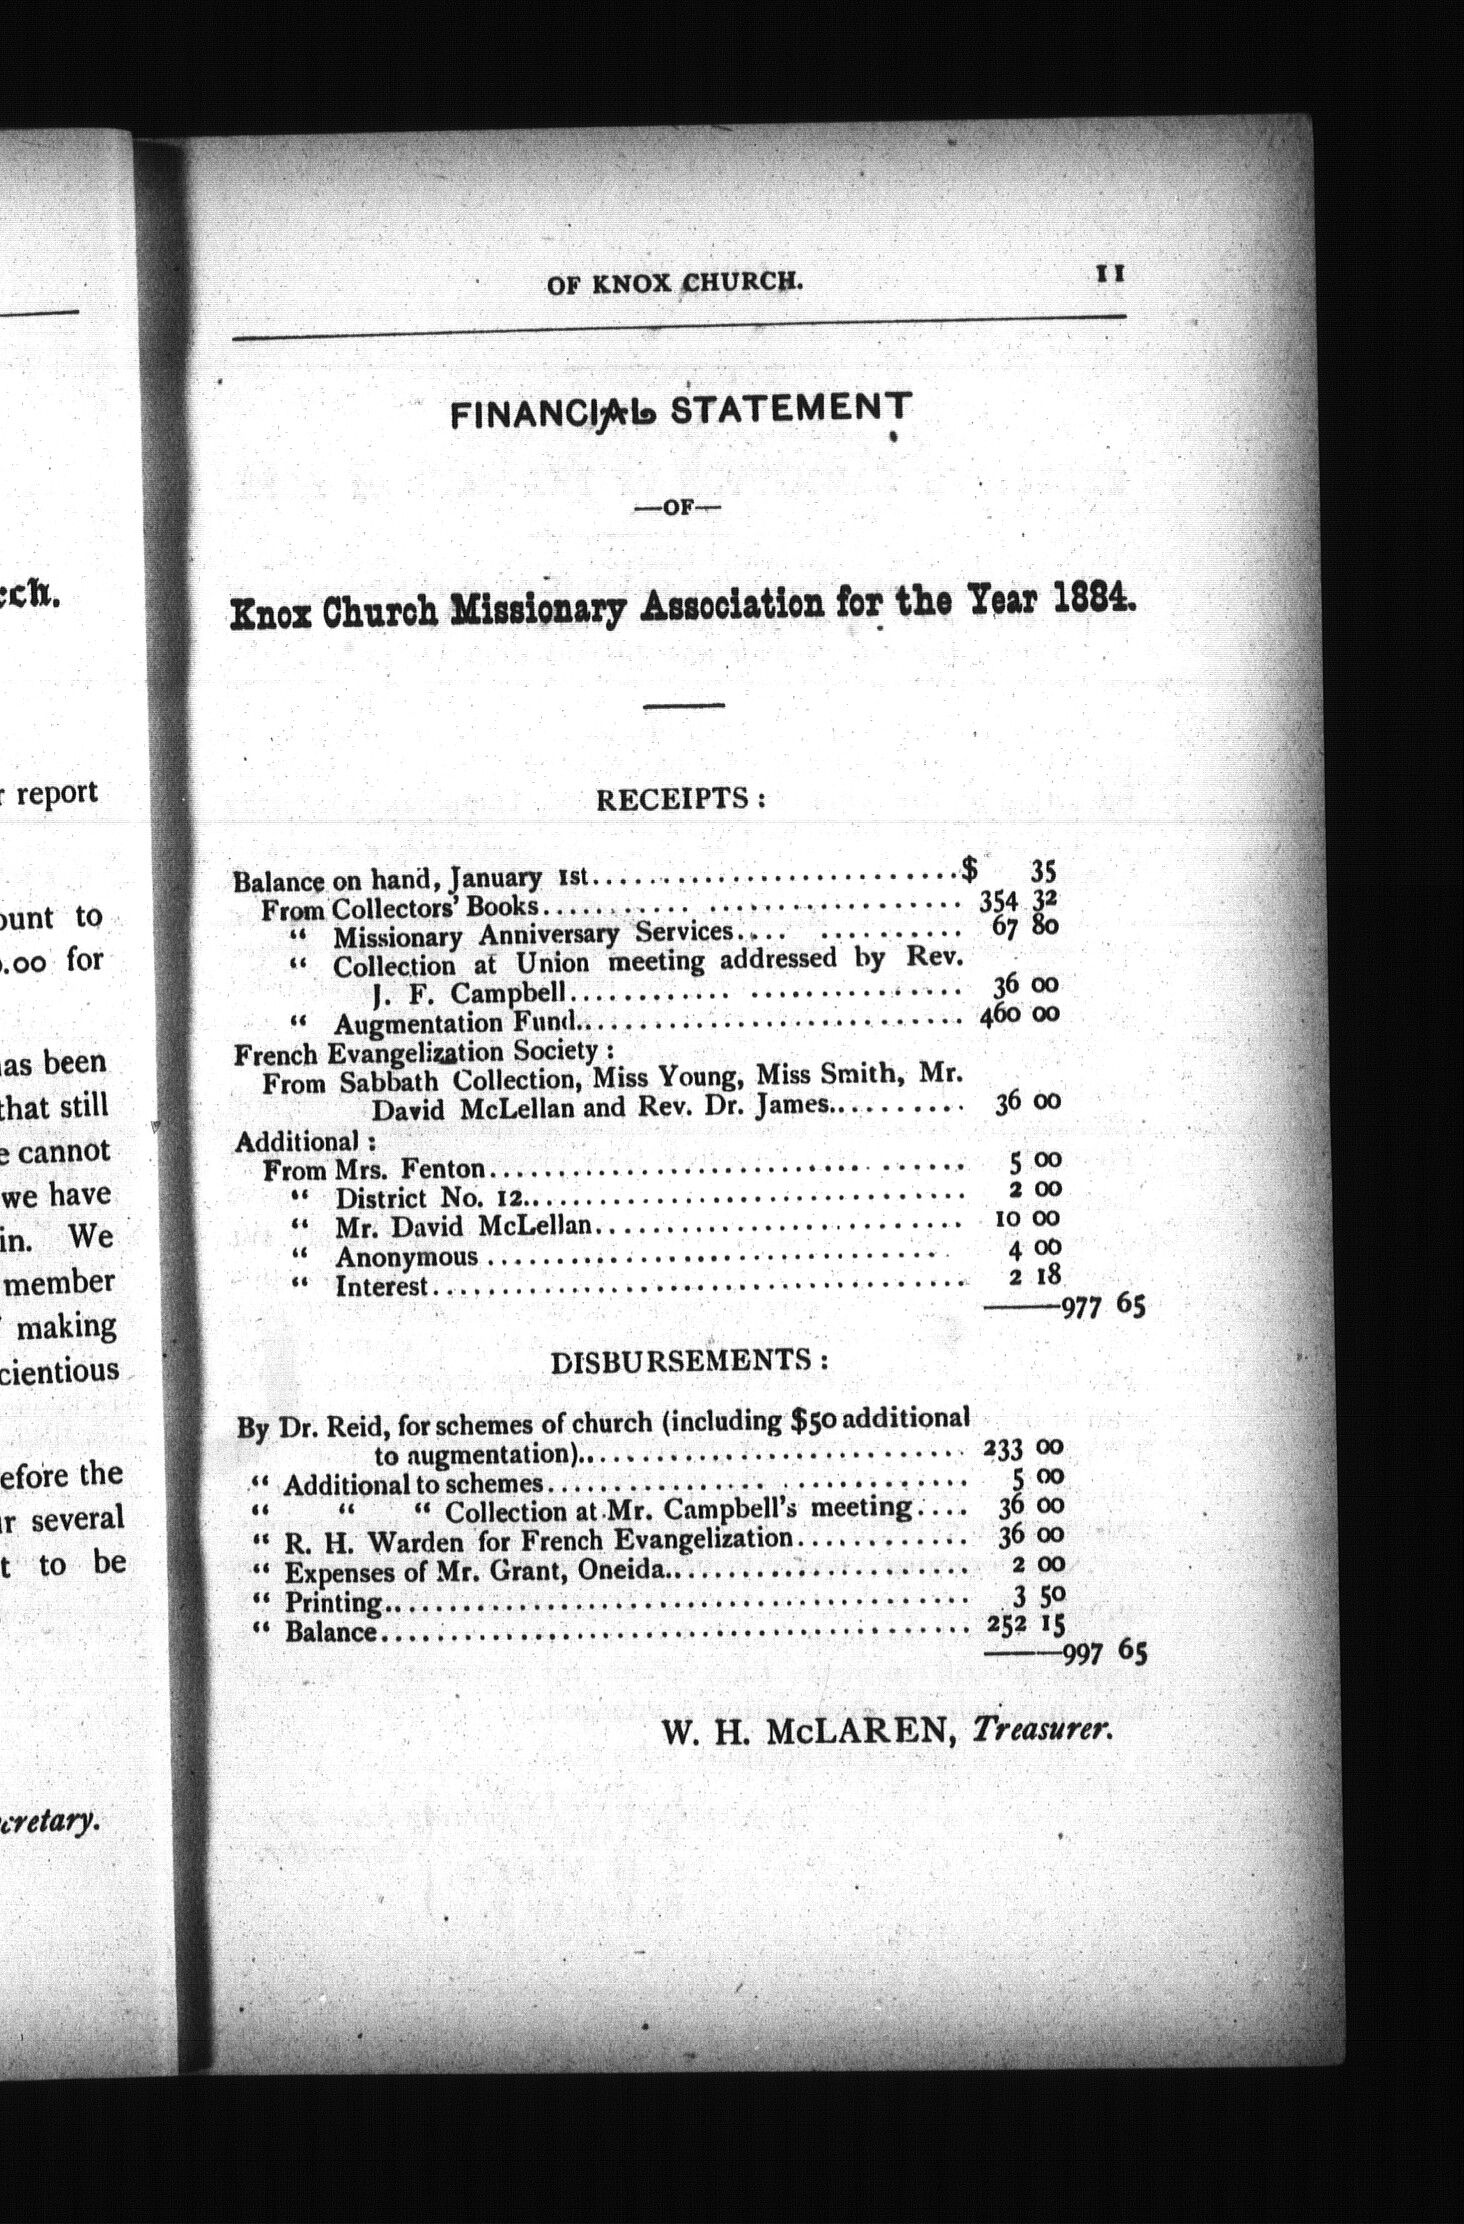 rch.
report
ount to
.00 for
has been
that still
e cannot
we have
in. We
member
making
cientious
efore the
ur several
t to be
ecretary.
OF KNOX CHURCH. 11
FINANCIAL STATEMENT
—OF—
Knox Church Missionary Association for the Year 1884.
RECEIPTS :
Balance on hand, January 1st........................... $ 35
From Collectors' Books........... .................. 354 32
" Missionary Anniversary Services.... ........... 67 80
" Collection at Union meeting addressed by Rev.
J. F. Campbell............ ................ 36 00
" Augmentation Fund............................ 460 00
French Evangelization Society :
From Sabbath Collection, Miss Young, Miss Smith, Mr.
David McLellan and Rev. Dr. James.......... 36 00
Additional :
From Mrs. Fenton.................................. 5 00
" District No. 12................................. 2 00
" Mr. David McLellan........................... 10 00
" Anonymous .................................. 4 00
" Interest....................................... 2 18
———977 65
DISBURSEMENTS :
By Dr. Reid, for schemes of church (including $50 additional
to augmentation)............................ 233 00
" Additional to schemes............................... 5 00
" " " Collection at Mr. Campbell's meeting.... 36 00
" R. H. Warden for French Evangelization............ 36 00
" Expenses of Mr. Grant, Oneida...................... 2 00
" Printing........................................... 3 50
" Balance........................................... 252 15
———997 65
W. H. McLAREN, Treasurer.